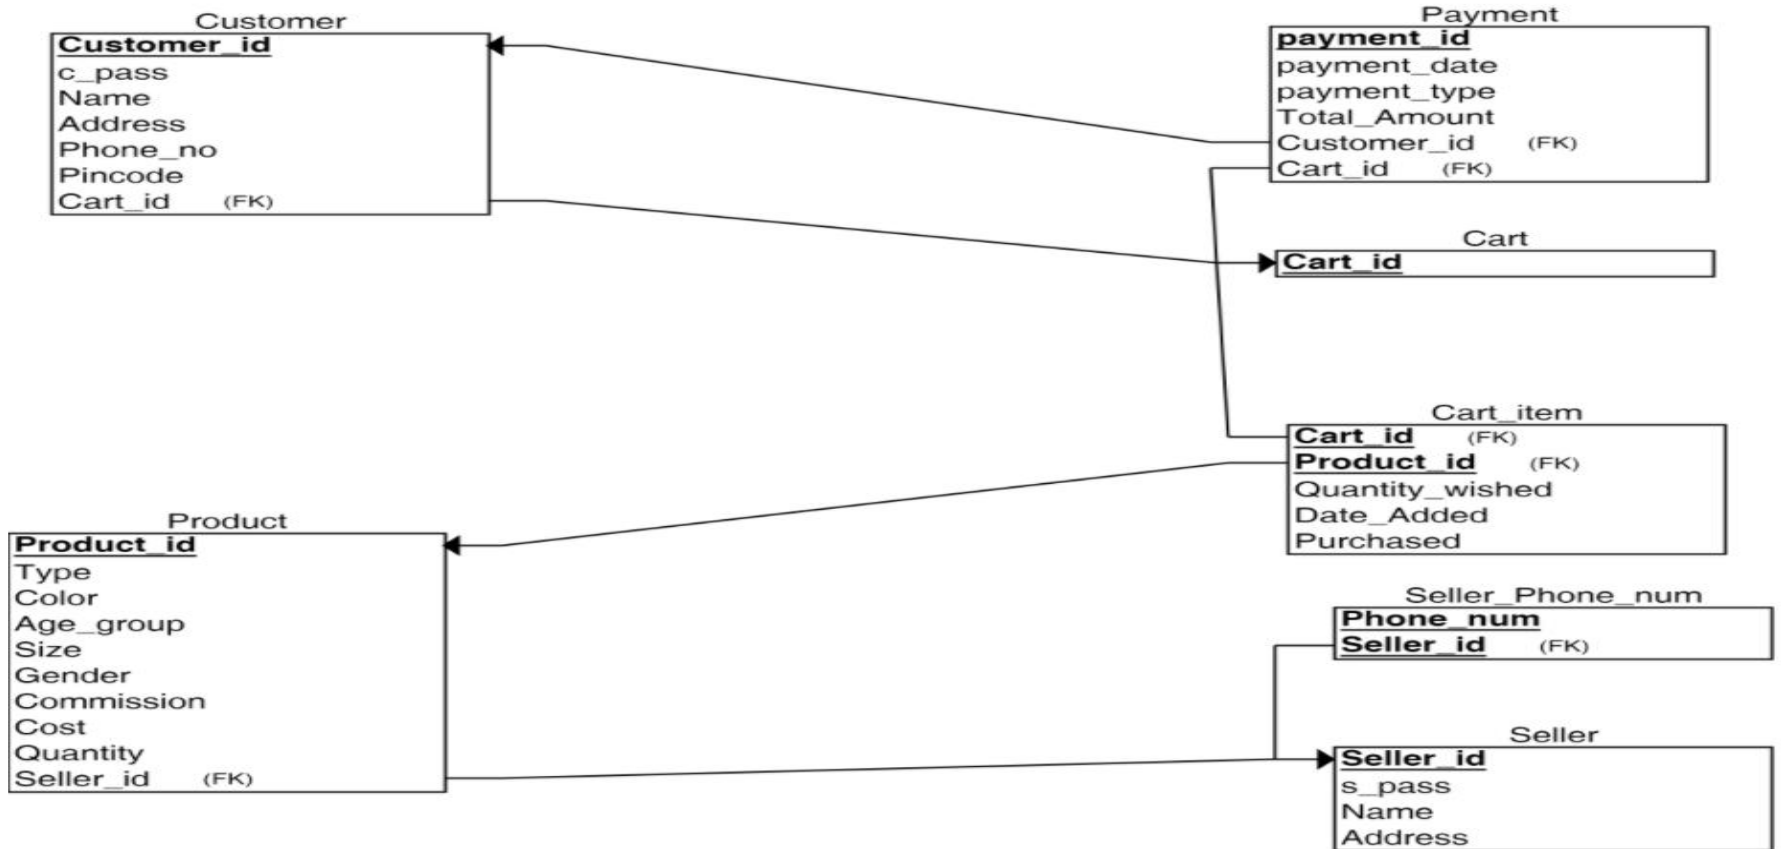 Customer
Customer_id
c_pass
Name
Address
Phone_no
Pincode
Cart_id (FK)
Payment
payment_id
payment_date
payment_type
Total_Amount
Customer_id (FK)
Cart_id (FK)
Cart
Cart_id
Cart_item
Cart_id (FK)
Product_id (FK)
Quantity_wished
Date_Added
Purchased
Product
Product_id
Type
Color
Age_group
Size
Gender
Commission
Cost
Quantity
Seller_id (FK)
Seller_Phone_num
Phone_num
Seller_id (FK)
Seller
Seller_id
s_pass
Name
Address